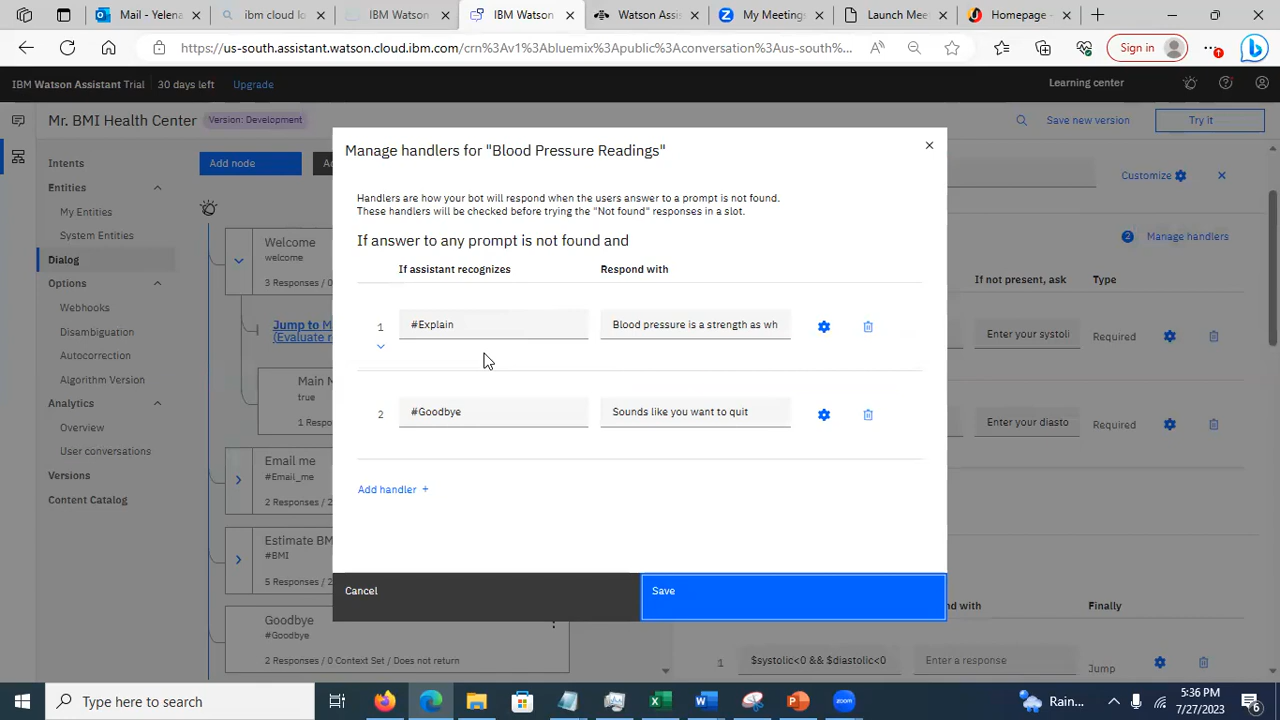 Mail - Yelena
ibm cloud lo
IBM Watson
IBM Watson
Watson Assi
My Meetings
Launch Mee
Homepage -
https://us-south.assistant.watson.cloud.ibm.com/crn%3Av1%3Abluemix%3Apublic%3Aconversation%3Aus-south%...
Sign in
IBM Watson Assistant Trial 30 days left Upgrade Learning center
Mr. BMI Health Center Version: Development Save new version Try it
Manage handlers for "Blood Pressure Readings"
Intents
Add node
Entities
Customize
My Entities
Handlers are how your bot will respond when the users answer to a prompt is not found.
These handlers will be checked before trying the "Not found" responses in a slot.
System Entities
Welcome
welcome
2 Manage handlers
If answer to any prompt is not found and
Dialog
3 Responses / 0
If assistant recognizes Respond with
If not present, ask Type
Options
Webhooks
Disambiguation
Autocorrection
Algorithm Version
Jump to M
(Evaluate r
1 #Explain Blood pressure is a strength as wh
Enter your systoli Required
Main M
true
1 Respo
Analytics
Overview
User conversations
2 #Goodbye Sounds like you want to quit
Enter your diasto Required
Versions
Content Catalog
Email me
#Email_me
2 Responses / 0
Add handler +
Estimate BM
#BMI
5 Responses / 0
Cancel Save
nd with Finally
Goodbye
#Goodbye
2 Responses / 0 Context Set / Does not return
1 $systolic<0 && $diastolic<0 Enter a response Jump
Type here to search
zoom
Rain...
5:36 PM
7/27/2023
6